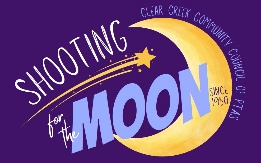 SHOOTING
for the
MOON
CLEAR CREEK COMMUNITY COUNCIL OF PTAS
SINCE
1950